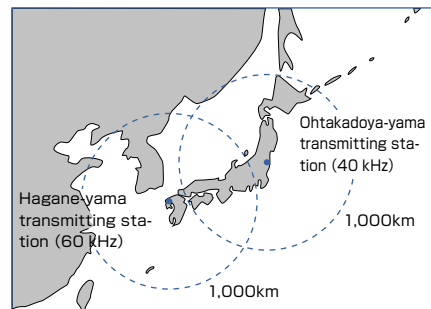 Ohtakadoya-yama
transmitting sta-
tion (40 kHz)
Hagane-yama
transmitting sta-
tion (60 kHz)
1,000km
1,000km